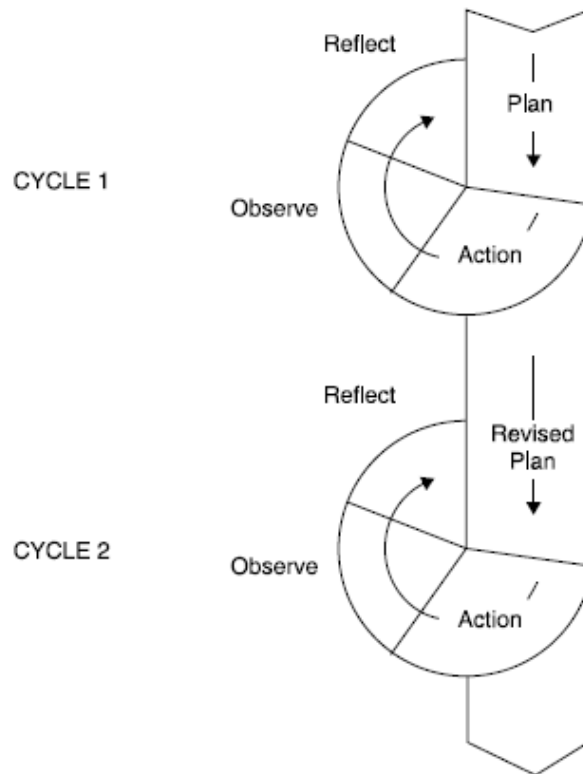 Reflect
Plan
CYCLE 1
Observe
Action
Reflect
Revised
Plan
CYCLE 2
Observe
Action